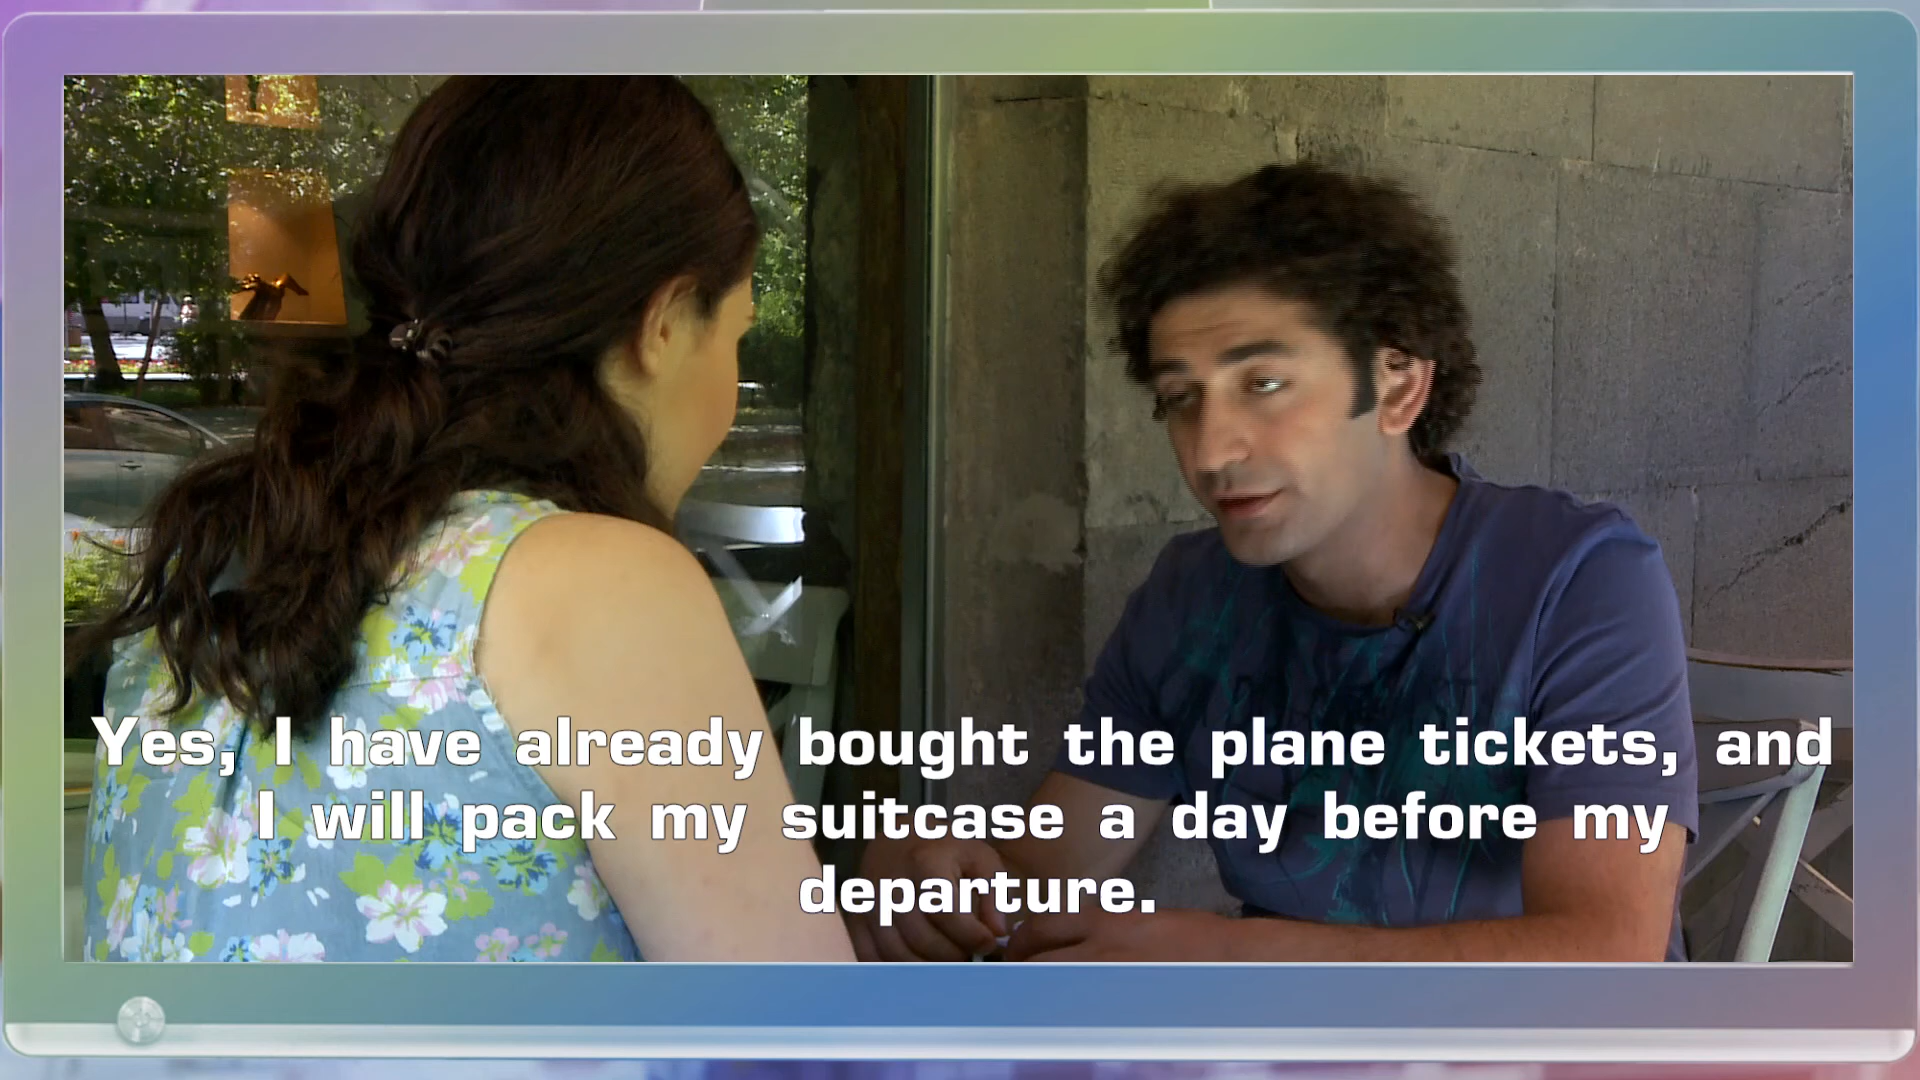 Yes, I have already bought the plane tickets, and
I will pack my suitcase a day before my
departure.